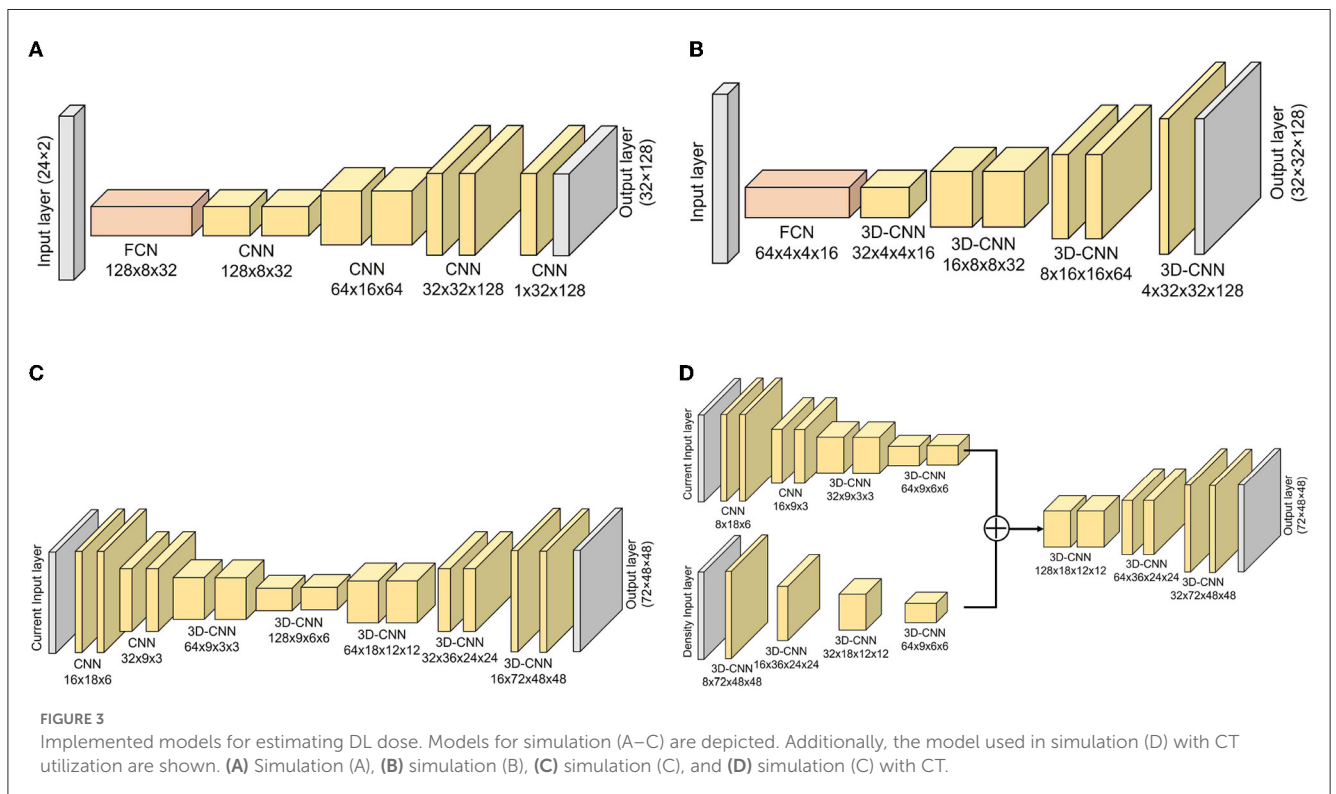 A
Input layer (24×2)
FCN
128x8x32
CNN
128x8x32
CNN
64x16x64
CNN
32x32x128
CNN
1x32x128
Output layer
(32×128)
B
Input layer
FCN
64x4x4x16
3D-CNN
32x4x4x16
3D-CNN
16x8x8x32
3D-CNN
8x16x16x64
3D-CNN
4x32x32x128
Output layer
(32×32×128)
C
Current Input layer
CNN
16x18x6
CNN
32x9x3
3D-CNN
64x9x3x3
3D-CNN
128x9x6x6
3D-CNN
64x18x12x12
3D-CNN
32x36x24x24
3D-CNN
16x72x48x48
Output layer
(72×48×48)
D
Current Input layer
CNN
8x18x6
CNN
16x9x3
3D-CNN
32x9x3x3
3D-CNN
64x9x6x6
Density Input layer
3D-CNN
8x72x48x48
3D-CNN
16x36x24x24
3D-CNN
32x18x12x12
3D-CNN
64x9x6x6
3D-CNN
128x18x12x12
3D-CNN
64x36x24x24
3D-CNN
32x72x48x48
Output layer
(72×48×48)
FIGURE 3
Implemented models for estimating DL dose. Models for simulation (A–C) are depicted. Additionally, the model used in simulation (D) with CT
utilization are shown. (A) Simulation (A), (B) simulation (B), (C) simulation (C), and (D) simulation (C) with CT.